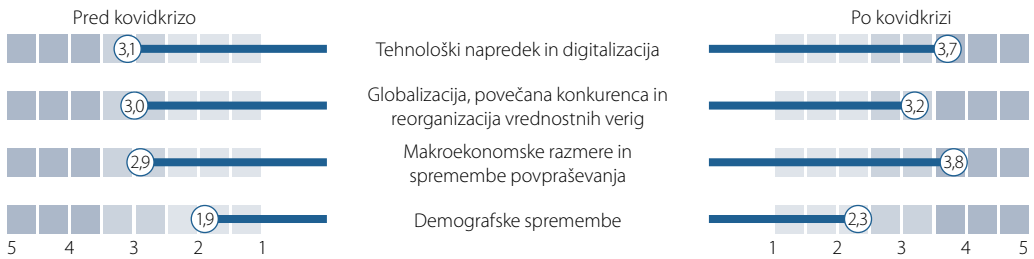 Pred kovidkrizo
Po kovidkrizi
3,1
Tehnološki napredek in digitalizacija
3,7
3,0
Globalizacija, povečana konkurenca in
reorganizacija vrednostnih verig
3,2
2,9
Makroekonomske razmere in
spremembe povpraševanja
3,8
1,9
Demografske spremembe
2,3
5 4 3 2 1
1 2 3 4 5